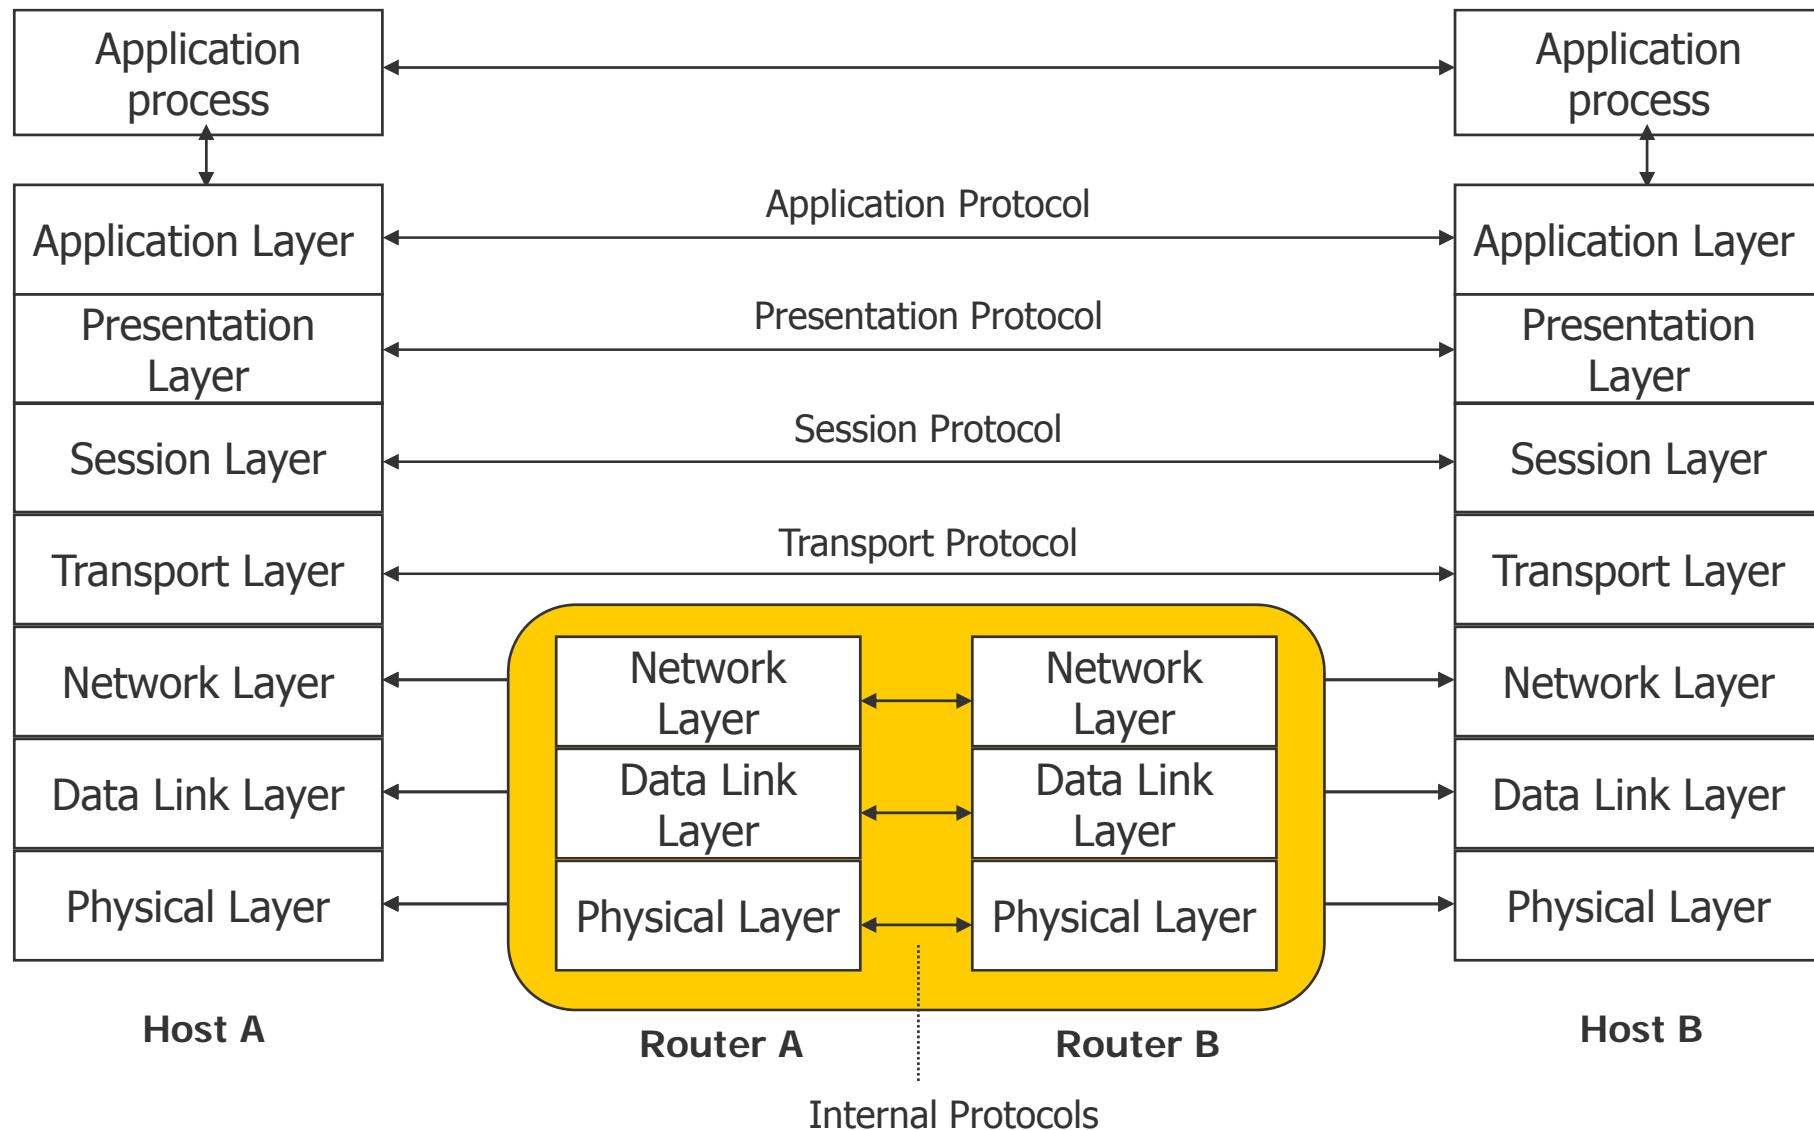 Application
process
Application
process
Application Protocol
Application Layer
Application Layer
Presentation Protocol
Presentation
Layer
Presentation
Layer
Session Protocol
Session Layer
Session Layer
Transport Protocol
Transport Layer
Transport Layer
Network Layer
Network
Layer
Network
Layer
Network Layer
Data Link Layer
Data Link
Layer
Data Link
Layer
Data Link Layer
Physical Layer
Physical Layer
Physical Layer
Physical Layer
Host A
Router A
Router B
Host B
Internal Protocols